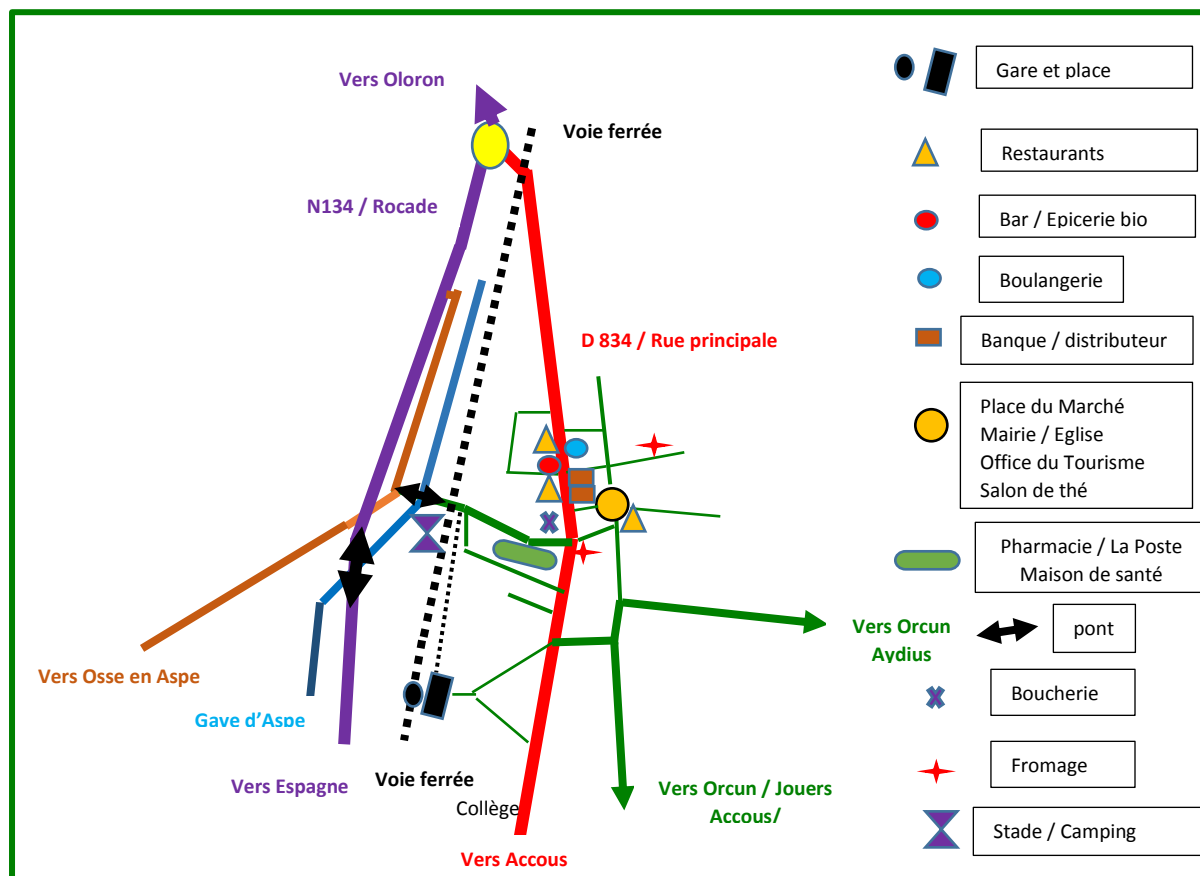 Vers Oloron
Voie ferrée
N134 / Rocade
D 834 / Rue principale
Vers Osse en Aspe
Gave d'Aspe
Vers Espagne
Voie ferrée
Collège
Vers Accous
Vers Orcun / Jouers
Accous/
Vers Orcun
Aydius
Gare et place
Restaurants
Bar / Epicerie bio
Boulangerie
Banque / distributeur
Place du Marché
Mairie / Eglise
Office du Tourisme
Salon de thé
Pharmacie / La Poste
Maison de santé
pont
Boucherie
Fromage
Stade / Camping